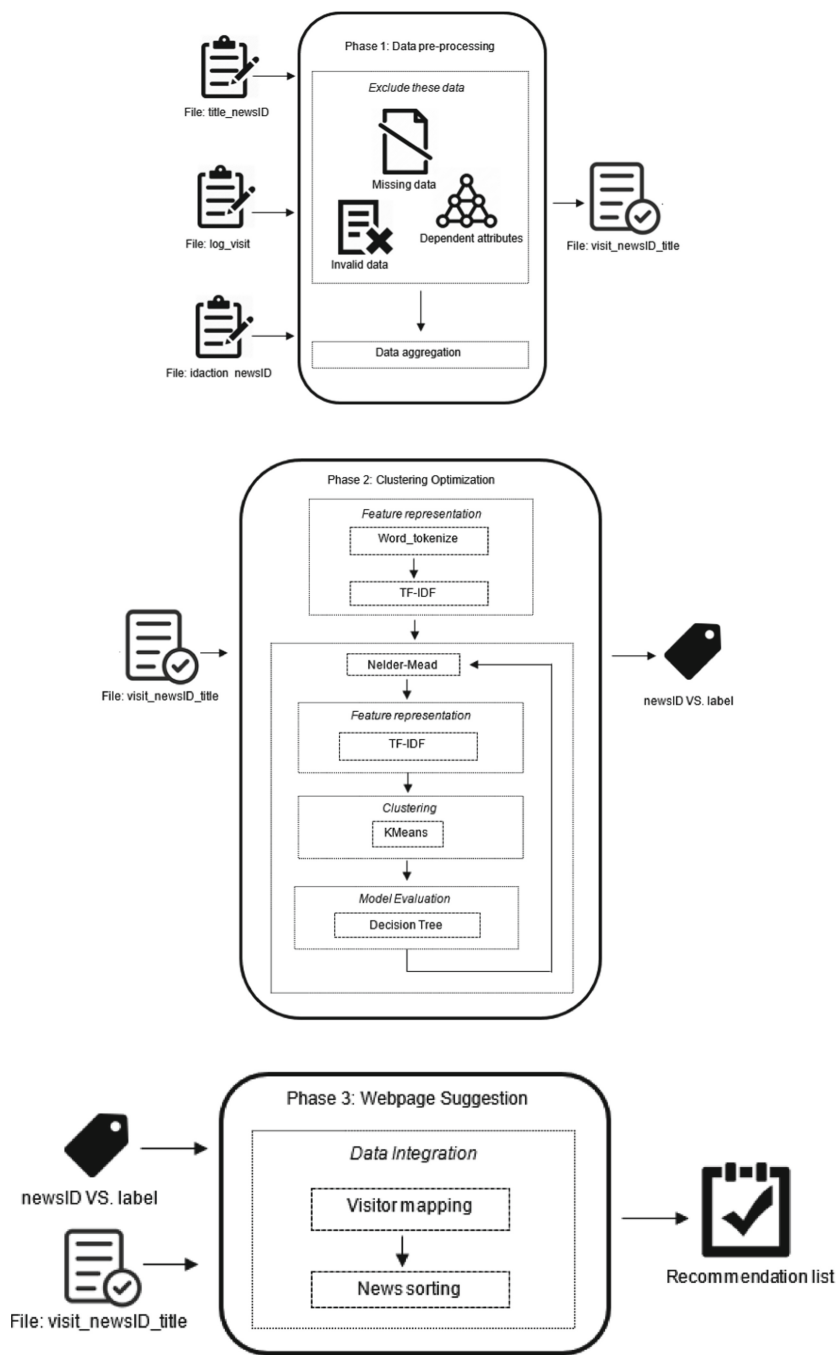 Phase 1: Data pre-processing
Exclude these data
File: title_newsID
Missing data
Dependent attributes
File: log_visit
Invalid data
File: visit_newsID_title
Data aggregation
File: idaction_newsID
Phase 2: Clustering Optimization
Feature representation
Word_tokenize
TF-IDF
Nelder-Mead
File: visit_newsID_title
newsID VS. label
Feature representation
TF-IDF
Clustering
KMeans
Model Evaluation
Decision Tree
Phase 3: Webpage Suggestion
Data Integration
newsID VS. label
Visitor mapping
News sorting
Recommendation list
File: visit_newsID_title